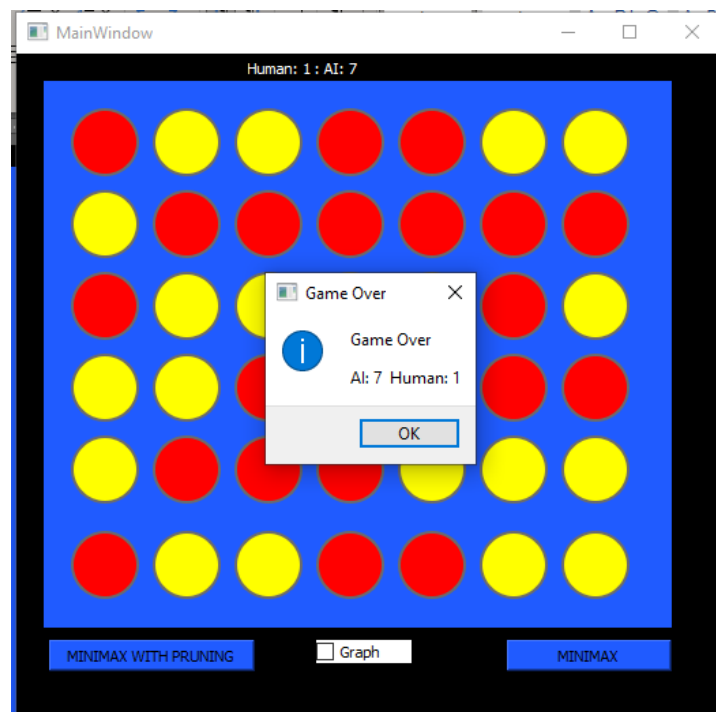 MainWindow
Human: 1 : AI: 7
Game Over
Game Over
AI: 7 Human: 1
OK
MINIMAX WITH PRUNING
Graph
MINIMAX